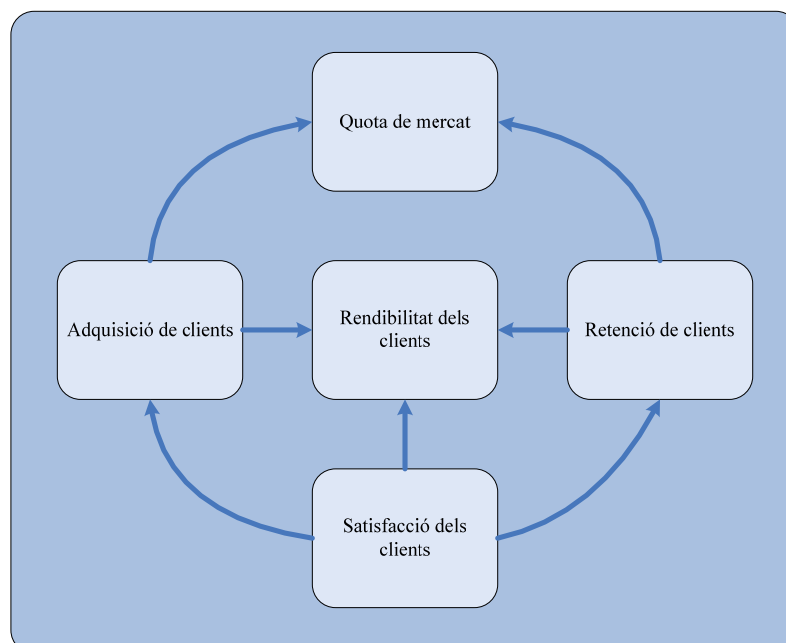 Quota de mercat
Adquisició de clients
Rendibilitat dels
clients
Retenció de clients
Satisfacció dels
clients